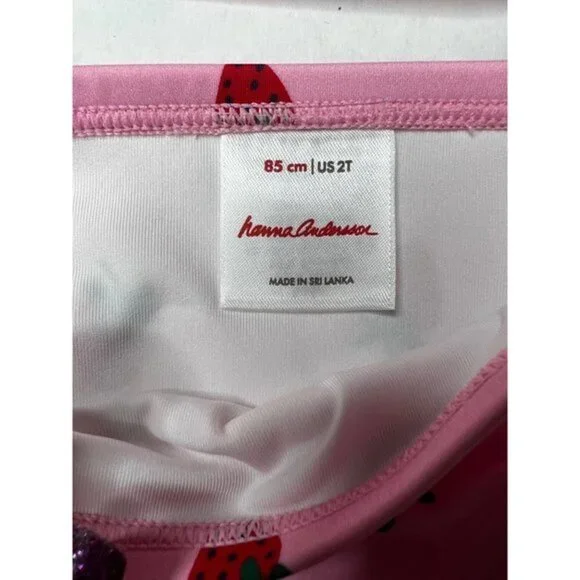 85 cm | US 2T
hanna andersson
MADE IN SRI LANKA